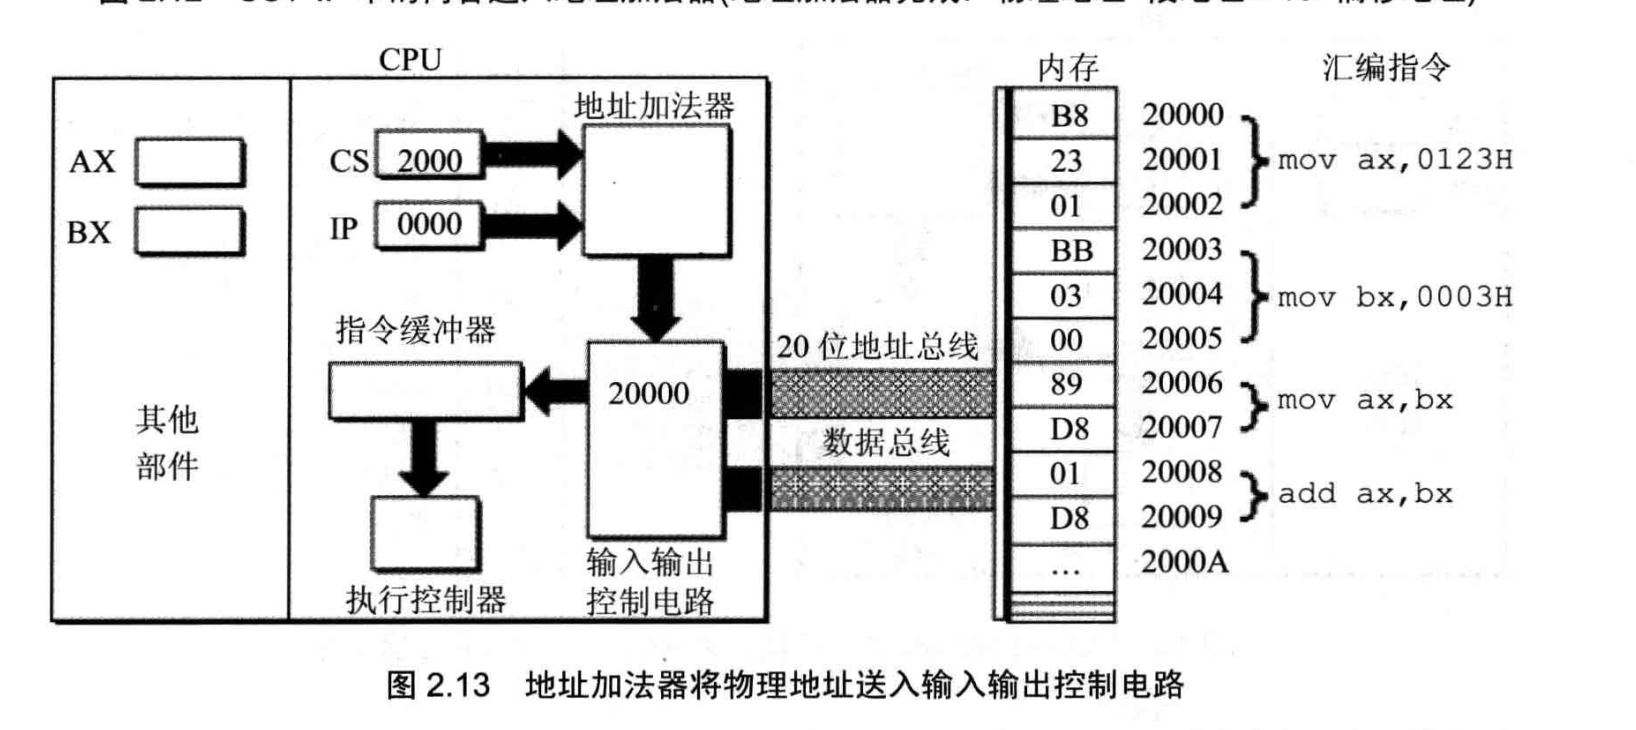 CPU
内存 汇编指令
地址加法器
AX
CS 2000
BX
IP 0000
指令缓冲器
20000
20 位地址总线
数据总线
其他
部件
执行控制器
输入输出
控制电路
B8 20000
23 20001 mov ax,0123H
01 20002
BB 20003
03 20004 mov bx,0003H
00 20005
89 20006
D8 20007 mov ax,bx
01 20008
D8 20009 add ax,bx
… 2000A
图 2.13 地址加法器将物理地址送入输入输出控制电路